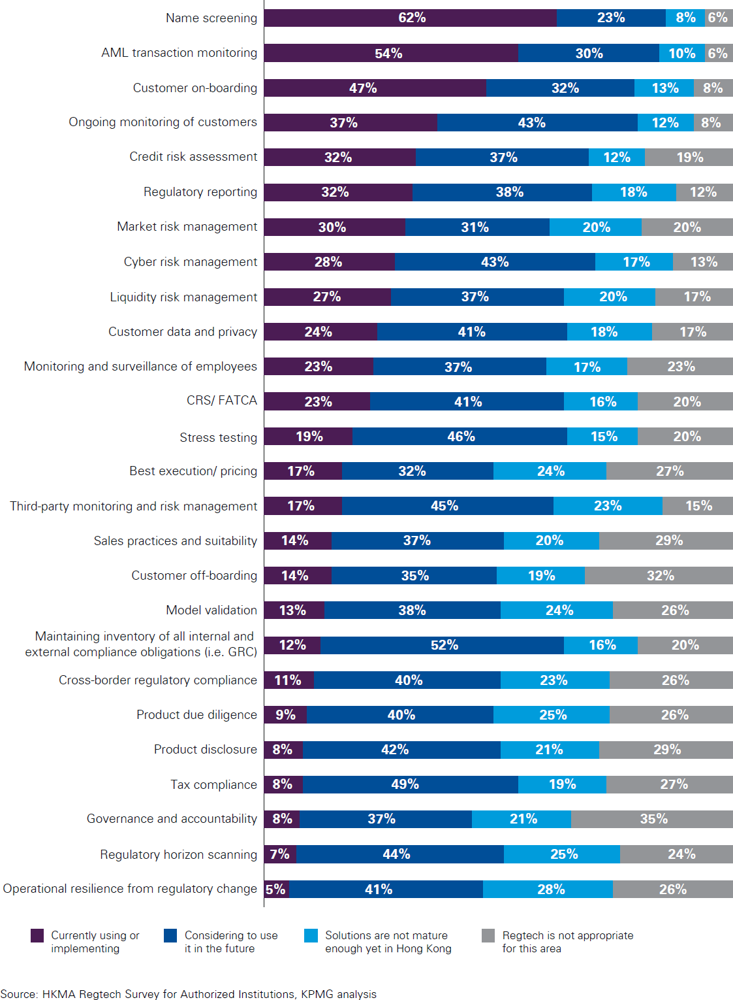 Name screening 62% 23% 8% 6%
AML transaction monitoring 54% 30% 10% 6%
Customer on-boarding 47% 32% 13% 8%
Ongoing monitoring of customers 37% 43% 12% 8%
Credit risk assessment 32% 37% 12% 19%
Regulatory reporting 32% 38% 18% 12%
Market risk management 30% 31% 20% 20%
Cyber risk management 28% 43% 17% 13%
Liquidity risk management 27% 37% 20% 17%
Customer data and privacy 24% 41% 18% 17%
Monitoring and surveillance of employees 23% 37% 17% 23%
CRS/ FATCA 23% 41% 16% 20%
Stress testing 19% 46% 15% 20%
Best execution/ pricing 17% 32% 24% 27%
Third-party monitoring and risk management 17% 45% 23% 15%
Sales practices and suitability 14% 37% 20% 29%
Customer off-boarding 14% 35% 19% 32%
Model validation 13% 38% 24% 26%
Maintaining inventory of all internal and
external compliance obligations (i.e. GRC) 12% 52% 16% 20%
Cross-border regulatory compliance 11% 40% 23% 26%
Product due diligence 9% 40% 25% 26%
Product disclosure 8% 42% 21% 29%
Tax compliance 8% 49% 19% 27%
Governance and accountability 8% 37% 21% 35%
Regulatory horizon scanning 7% 44% 25% 24%
Operational resilience from regulatory change 5% 41% 28% 26%
Currently using or
implementing
Considering to use
it in the future
Solutions are not mature
enough yet in Hong Kong
Regtech is not appropriate
for this area
Source: HKMA Regtech Survey for Authorized Institutions, KPMG analysis